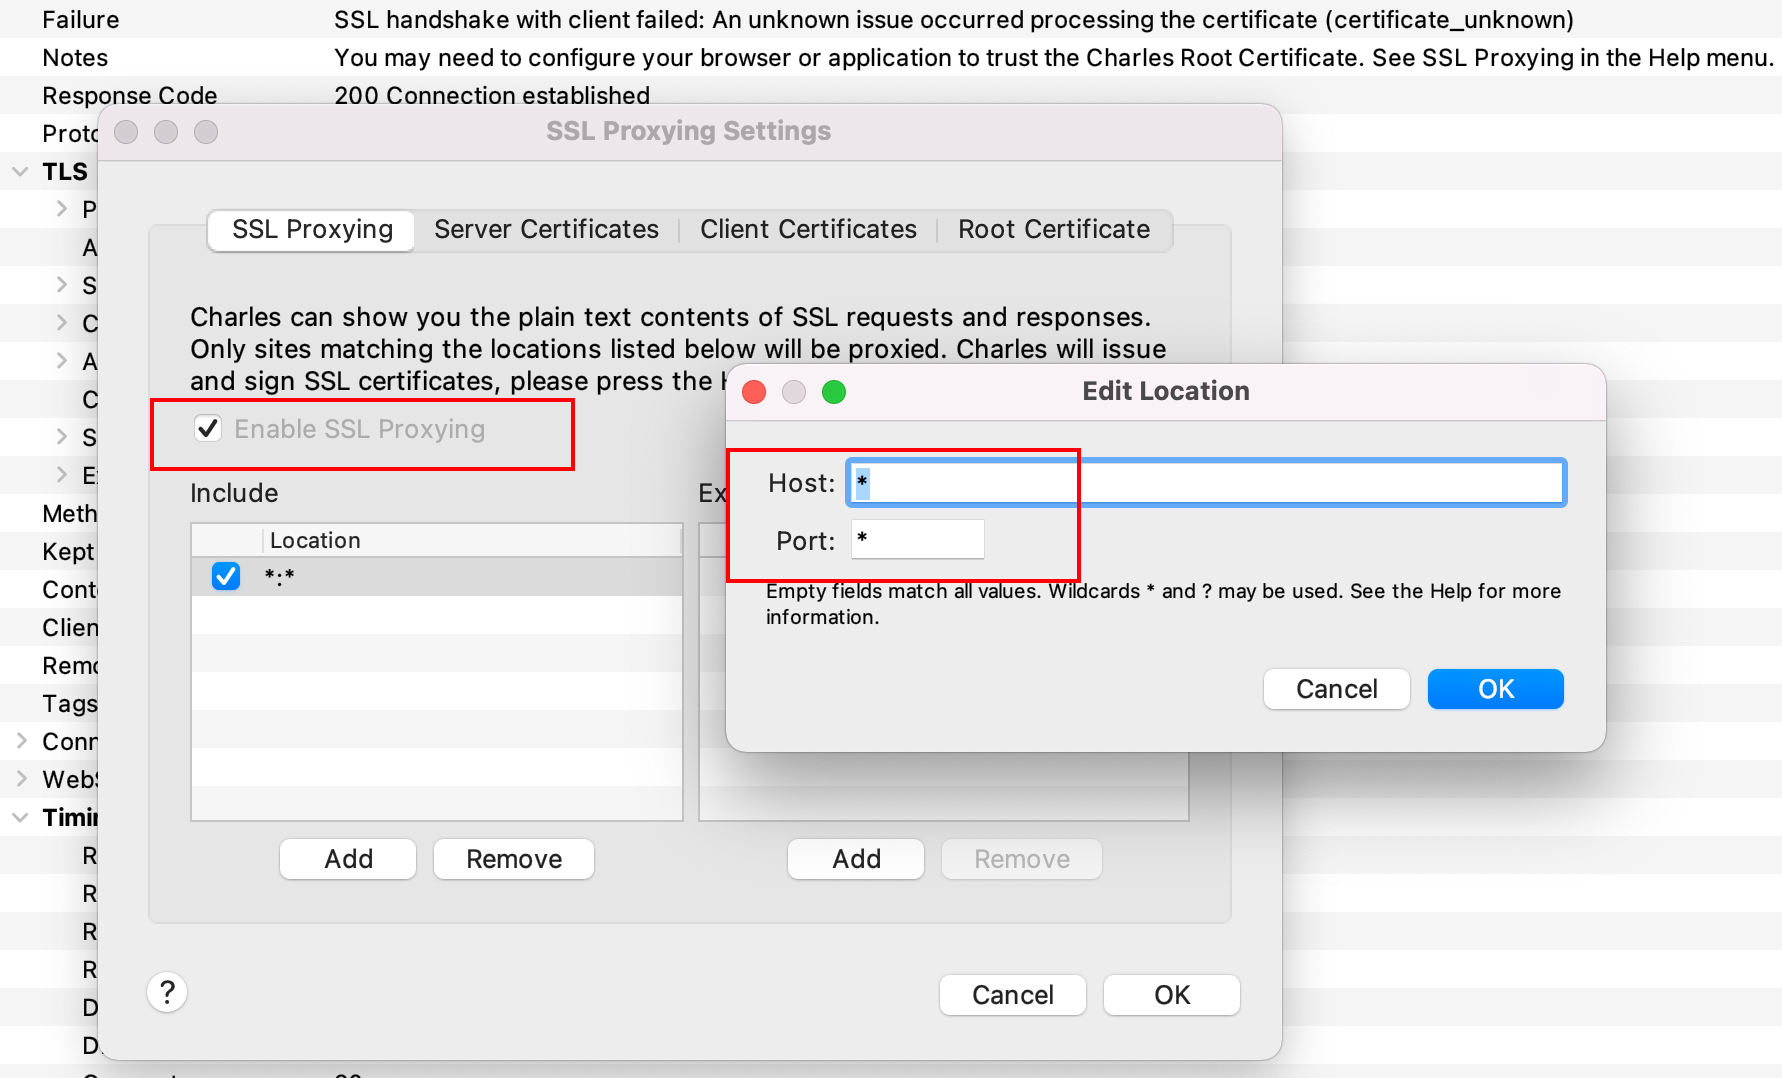 Failure SSL handshake with client failed: An unknown issue occurred processing the certificate (certificate_unknown)
Notes You may need to configure your browser or application to trust the Charles Root Certificate. See SSL Proxying in the Help menu.
Response Code 200 Connection established
Proto
SSL Proxying Settings
TLS
P
A
S
C
A
C
S
E
Meth
Kept
Cont
Clien
Remo
Tags
Conn
WebS
Timin
R
R
R
R
D
D
SSL Proxying Server Certificates Client Certificates Root Certificate
Charles can show you the plain text contents of SSL requests and responses.
Only sites matching the locations listed below will be proxied. Charles will issue
and sign SSL certificates, please press the H
Enable SSL Proxying
Include
Location
*:*
Add Remove
Ex
Add Remove
?
Cancel OK
Edit Location
Host: *
Port: *
Empty fields match all values. Wildcards * and ? may be used. See the Help for more
information.
Cancel OK